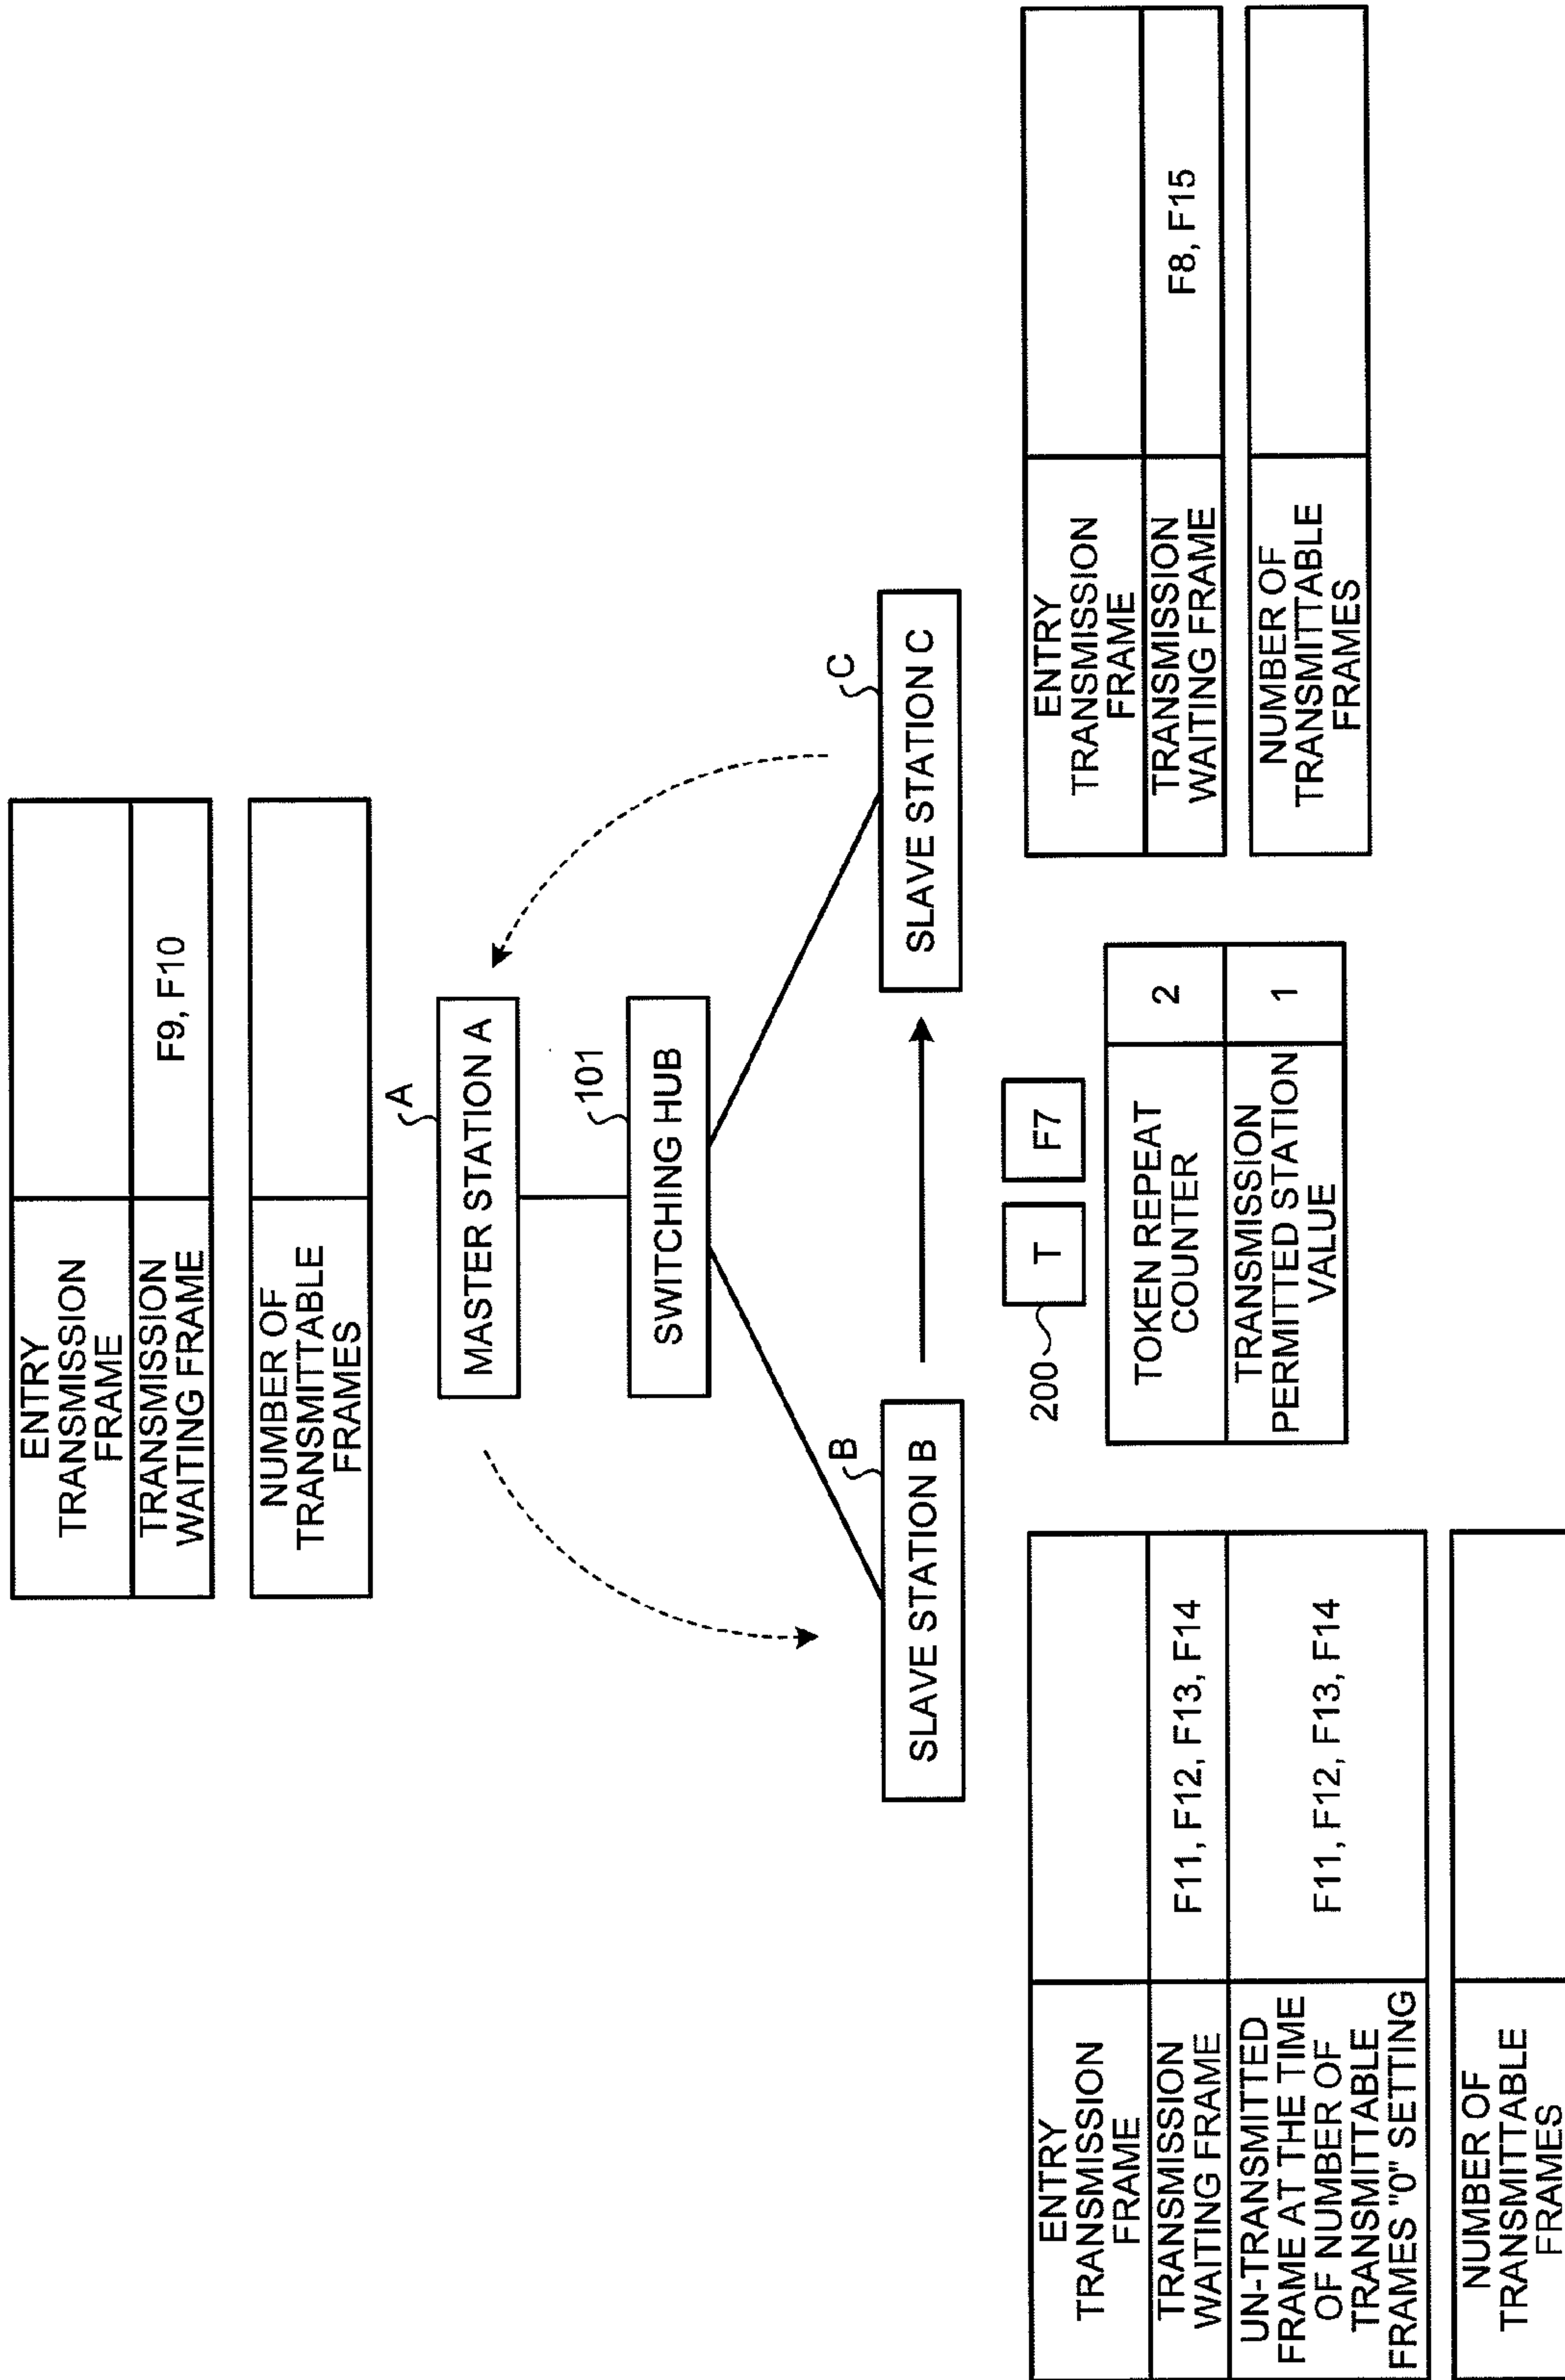 ENTRY
TRANSMISSION
FRAME
TRANSMISSION
WAITING FRAME
F9, F10
NUMBER OF
TRANSMITTABLE
FRAMES
A
MASTER STATION A
101
SWITCHING HUB
B
SLAVE STATION B
C
SLAVE STATION C
200
T
F7
TOKEN REPEAT
COUNTER
2
TRANSMISSION
PERMITTED STATION
VALUE
1
ENTRY
TRANSMISSION
FRAME
TRANSMISSION
WAITING FRAME
F11, F12, F13, F14
UN-TRANSMITTED
FRAME AT THE TIME
OF NUMBER OF
TRANSMITTABLE
FRAMES "0" SETTING
F11, F12, F13, F14
NUMBER OF
TRANSMITTABLE
FRAMES
ENTRY
TRANSMISSION
FRAME
TRANSMISSION
WAITING FRAME
F8, F15
NUMBER OF
TRANSMITTABLE
FRAMES